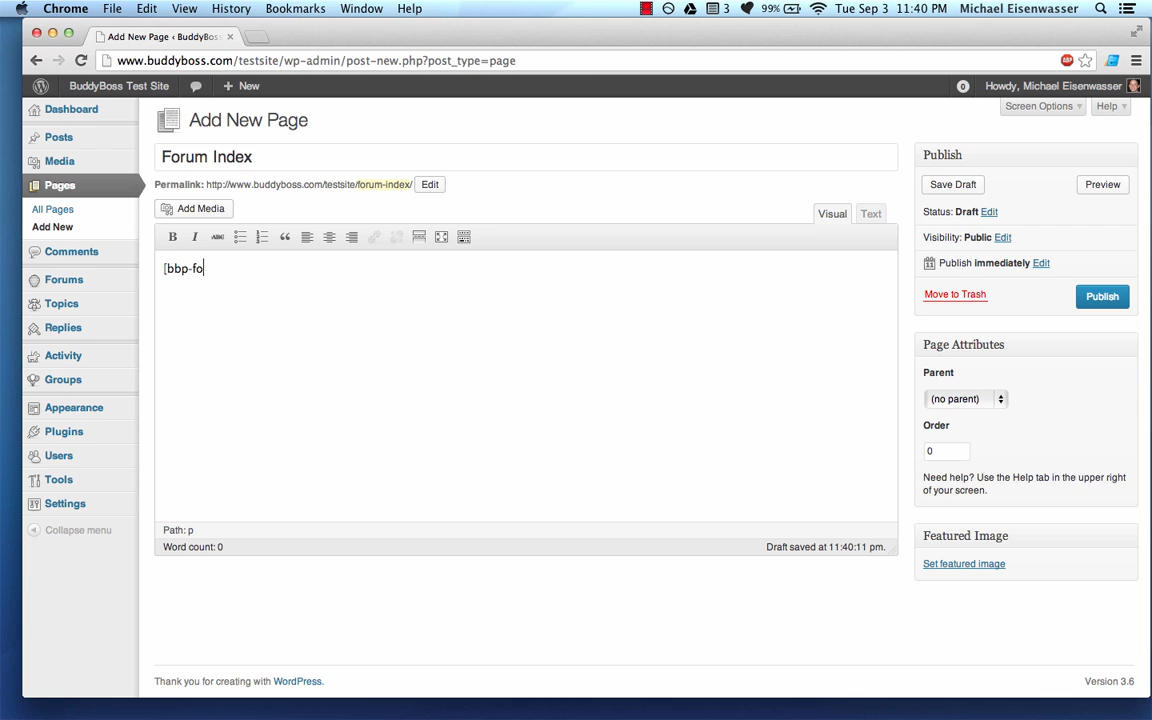 Chrome File Edit View History Bookmarks Window Help 3 99% Tue Sep 3 11:40 PM Michael Eisenwasser
Add New Page ‹ BuddyBoss
www.buddyboss.com/testsite/wp-admin/post-new.php?post_type=page
BuddyBoss Test Site + New 0 Howdy, Michael Eisenwasser
Screen Options Help
Dashboard
Posts
Media
Pages
All Pages
Add New
Comments
Forums
Topics
Replies
Activity
Groups
Appearance
Plugins
Users
Tools
Settings
Collapse menu
Add New Page
Forum Index
Permalink: http://www.buddyboss.com/testsite/forum-index/ Edit
Add Media
Visual Text
B I ABC
[bbp-fo
Path: p
Word count: 0 Draft saved at 11:40:11 pm.
Publish
Save Draft Preview
Status: Draft Edit
Visibility: Public Edit
Publish immediately Edit
Move to Trash Publish
Page Attributes
Parent
(no parent)
Order
0
Need help? Use the Help tab in the upper right
of your screen.
Featured Image
Set featured image
Thank you for creating with WordPress. Version 3.6